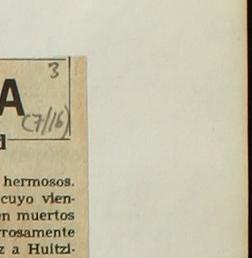 3
A
(7/16)
d
hermosos.
cuyo vien-
en muertos
rosamente
z a Huitzi-